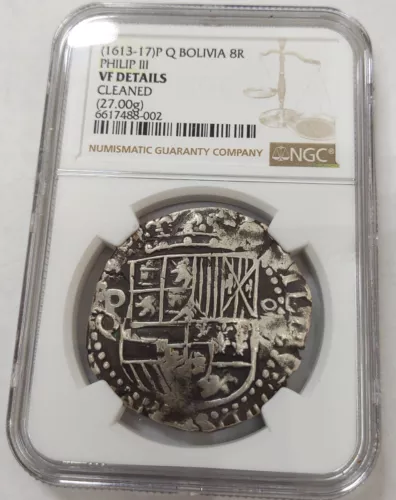 (1613-17)P Q BOLIVIA 8R
PHILIP III
VF DETAILS
CLEANED
(27.00g)
6617488-002
NUMISMATIC GUARANTY COMPANY
NGC®
P
Q